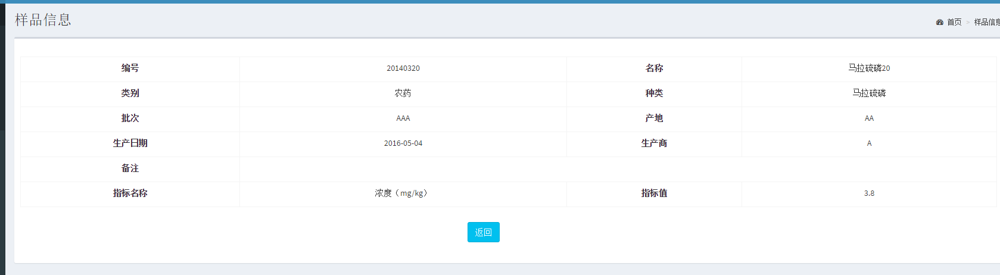 样品信息
首页 > 样品信息
编号 20140320 名称 马拉硫磷20
类别 农药 种类 马拉硫磷
批次 AAA 产地 AA
生产日期 2016-05-04 生产商 A
备注
指标名称 浓度（mg/kg） 指标值 3.8
返回